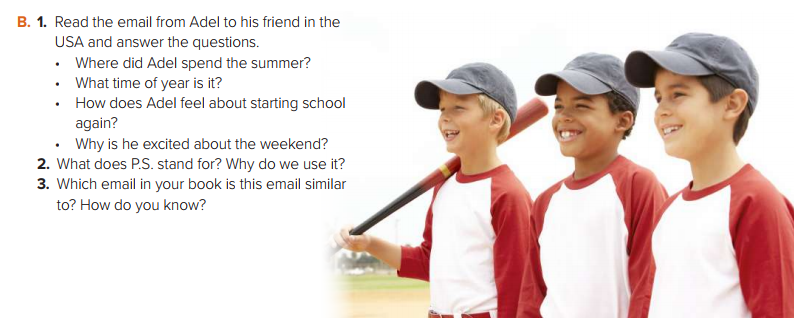 B. 1. Read the email from Adel to his friend in the
USA and answer the questions.
• Where did Adel spend the summer?
• What time of year is it?
• How does Adel feel about starting school
again?
• Why is he excited about the weekend?
2. What does P.S. stand for? Why do we use it?
3. Which email in your book is this email similar
to? How do you know?